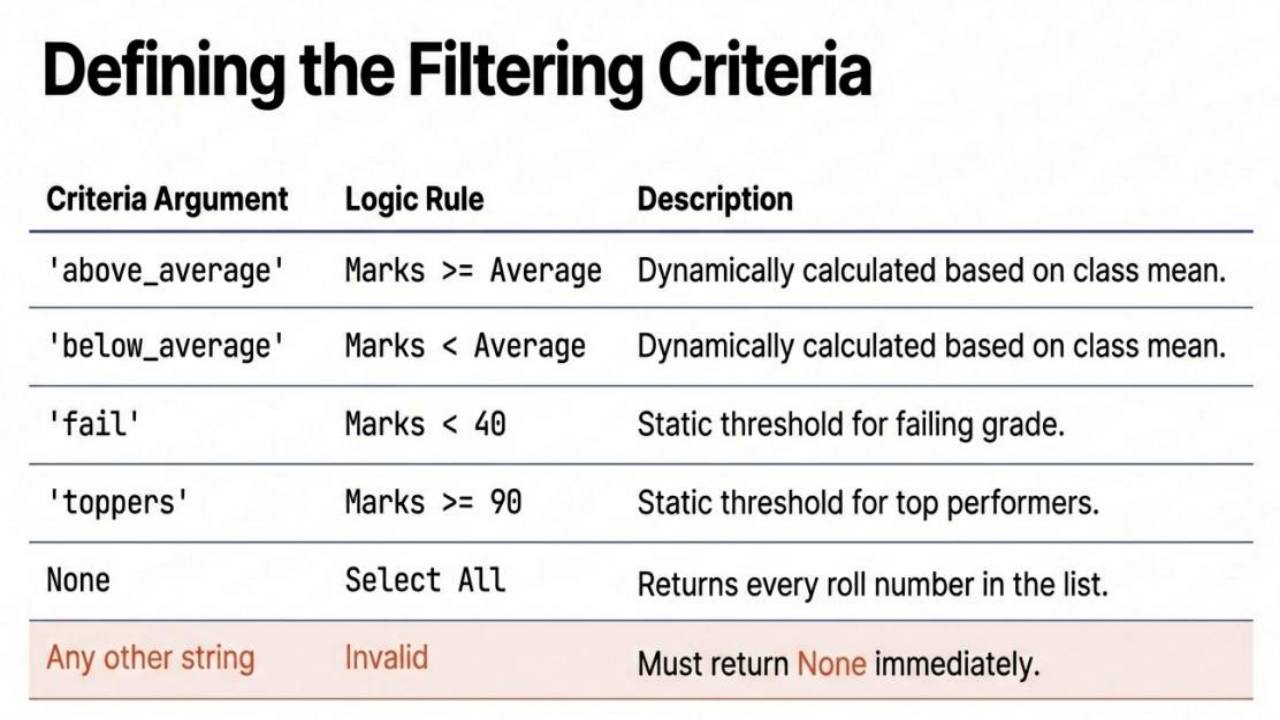 Defining the Filtering Criteria
Criteria Argument Logic Rule Description
'above_average' Marks >= Average Dynamically calculated based on class mean.
'below_average' Marks < Average Dynamically calculated based on class mean.
'fail' Marks < 40 Static threshold for failing grade.
'toppers' Marks >= 90 Static threshold for top performers.
None Select All Returns every roll number in the list.
Any other string Invalid Must return None immediately.